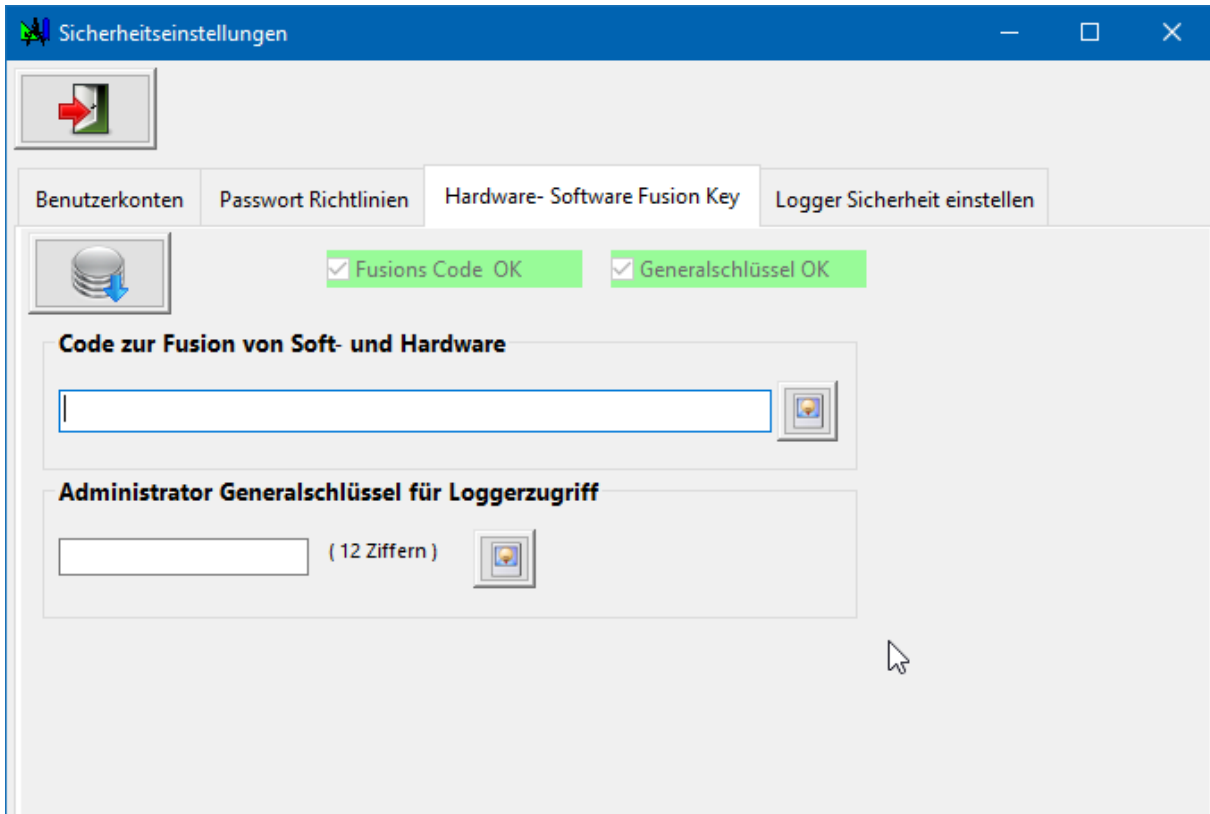 Sicherheitseinstellungen
Benutzerkonten
Passwort Richtlinien
Hardware- Software Fusion Key
Logger Sicherheit einstellen
Fusions Code  OK
Generalschlüssel OK
Code zur Fusion von Soft- und Hardware
Administrator Generalschlüssel für Loggerzugriff
( 12 Ziffern )